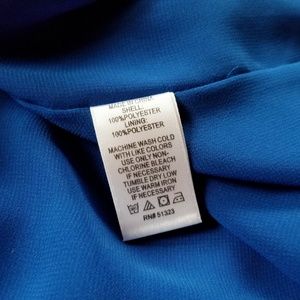 MADE IN CHINA
SHELL:
100%POLYESTER
LINING:
100%POLYESTER
MACHINE WASH COLD
WITH LIKE COLORS
USE ONLY NON-
CHLORINE BLEACH
IF NECESSARY
TUMBLE DRY LOW
USE WARM IRON
IF NECESSARY
RN# 51323